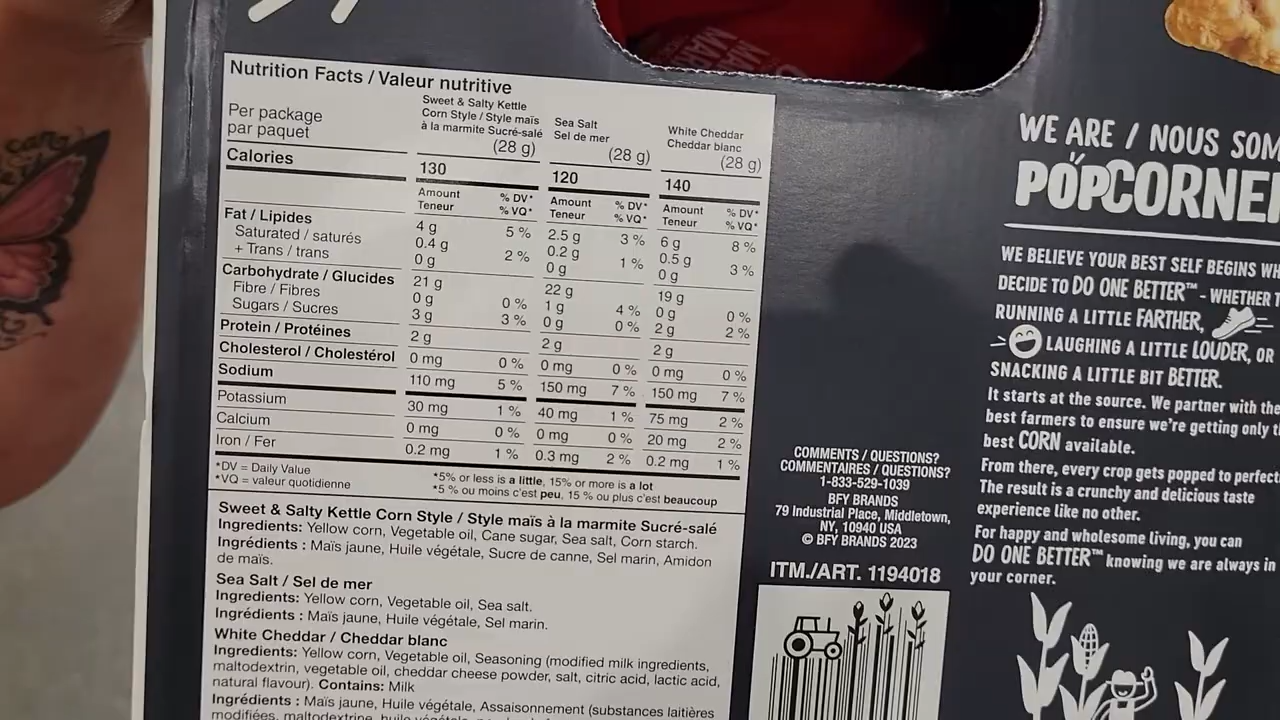 Nutrition Facts / Valeur nutritive
Per package
par paquet
Sweet & Salty Kettle
Corn Style / Style maïs
à la marmite Sucré-salé
(28 g)
Sea Salt
Sel de mer
(28 g)
White Cheddar
Cheddar blanc
(28 g)
Calories 130 120 140
Amount % DV* Amount % DV* Amount % DV*
Teneur % VQ* Teneur % VQ* Teneur % VQ*
Fat / Lipides 4 g 5 % 2.5 g 3 % 6 g 8 %
Saturated / saturés 0.4 g 2 % 0.2 g 1 % 0.5 g 3 %
+ Trans / trans 0 g 0 g 0 g
Carbohydrate / Glucides 21 g 22 g 19 g
Fibre / Fibres 0 g 0 % 1 g 4 % 0 g 0 %
Sugars / Sucres 3 g 3 % 0 g 0 % 2 g 2 %
Protein / Protéines 2 g 2 g 2 g
Cholesterol / Cholestérol 0 mg 0 % 0 mg 0 % 0 mg 0 %
Sodium 110 mg 5 % 150 mg 7 % 150 mg 7 %
Potassium 30 mg 1 % 40 mg 1 % 75 mg 2 %
Calcium 0 mg 0 % 0 mg 0 % 20 mg 2 %
Iron / Fer 0.2 mg 1 % 0.3 mg 2 % 0.2 mg 1 %
*DV = Daily Value
*VQ = valeur quotidienne
*5% or less is a little, 15% or more is a lot
*5 % ou moins c'est peu, 15 % ou plus c'est beaucoup
Sweet & Salty Kettle Corn Style / Style maïs à la marmite Sucré-salé
Ingredients: Yellow corn, Vegetable oil, Cane sugar, Sea salt, Corn starch.
Ingrédients : Maïs jaune, Huile végétale, Sucre de canne, Sel marin, Amidon
de maïs.
Sea Salt / Sel de mer
Ingredients: Yellow corn, Vegetable oil, Sea salt.
Ingrédients : Maïs jaune, Huile végétale, Sel marin.
White Cheddar / Cheddar blanc
Ingredients: Yellow corn, Vegetable oil, Seasoning (modified milk ingredients,
maltodextrin, vegetable oil, cheddar cheese powder, salt, citric acid, lactic acid,
natural flavour). Contains: Milk
Ingrédients : Maïs jaune, Huile végétale, Assaisonnement (substances laitières
modifiées, maltodextrine, huile
COMMENTS / QUESTIONS?
COMMENTAIRES / QUESTIONS?
1-833-529-1039
BFY BRANDS
79 Industrial Place, Middletown,
NY, 10940 USA
© BFY BRANDS 2023
ITM./ART. 1194018
WE ARE / NOUS SOM
POPCORNE
WE BELIEVE YOUR BEST SELF BEGINS WH
DECIDE TO DO ONE BETTER™ - WHETHER T
RUNNING A LITTLE FARTHER,
LAUGHING A LITTLE LOUDER, OR
SNACKING A LITTLE BIT BETTER.
It starts at the source. We partner with the
best farmers to ensure we're getting only t
best CORN available.
From there, every crop gets popped to perfect
The result is a crunchy and delicious taste
experience like no other.
For happy and wholesome living, you can
DO ONE BETTER™ knowing we are always in
your corner.